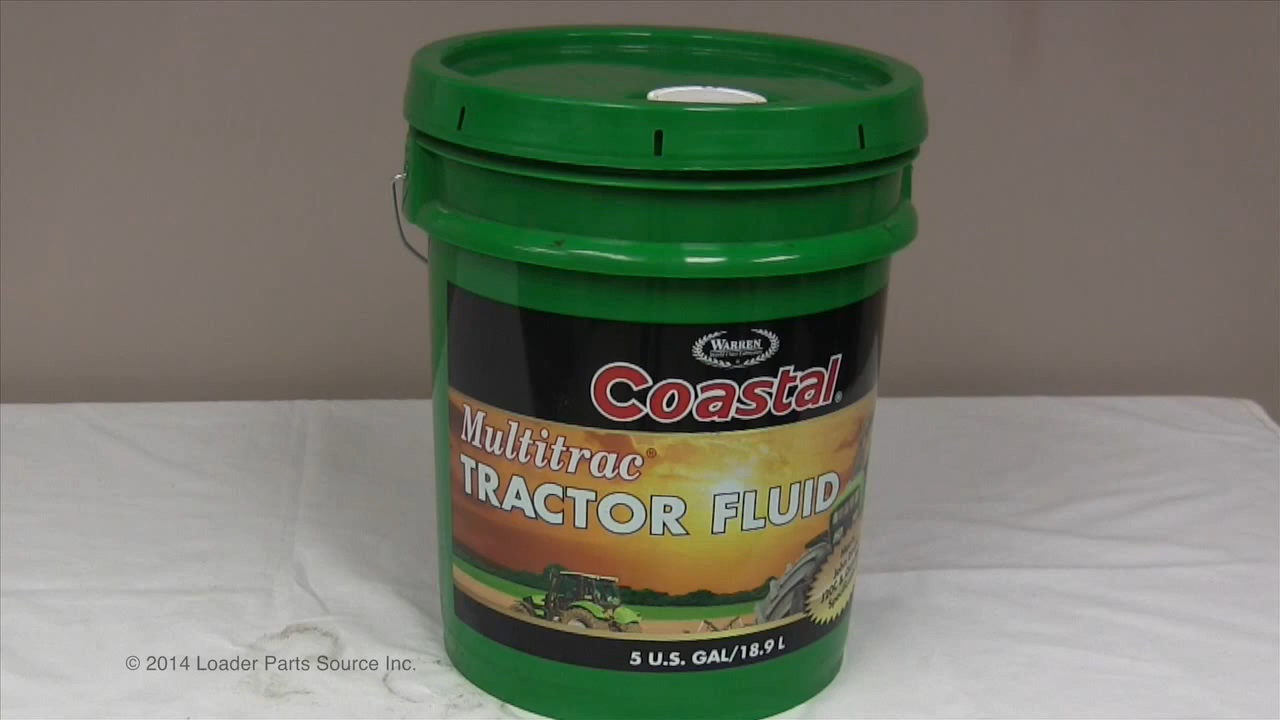 WARREN
Coastal®
Multitrac®
TRACTOR FLUID
5 U.S. GAL/18.9 L
© 2014 Loader Parts Source Inc.